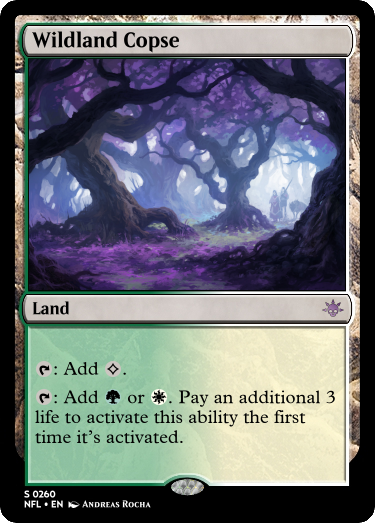 Wildland Copse
Land
: Add .
: Add or . Pay an additional 3
life to activate this ability the first
time it's activated.
S 0260
NFL • EN Andreas Rocha